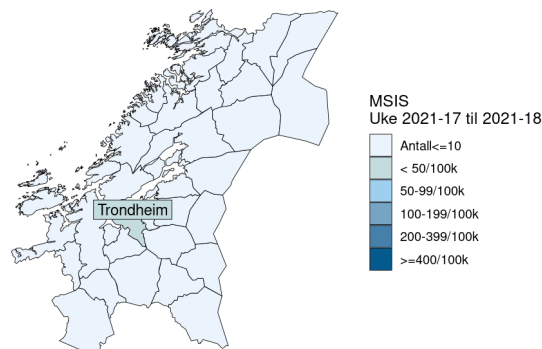 MSIS
Uke 2021-17 til 2021-18
Antall<=10
< 50/100k
50-99/100k
100-199/100k
200-399/100k
>=400/100k
Trondheim